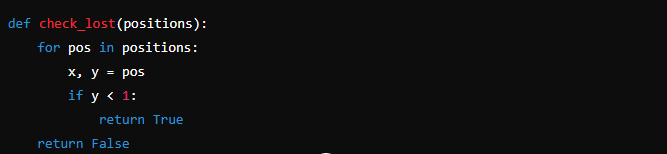 def check_lost(positions):
    for pos in positions:
        x, y = pos
        if y < 1:
            return True
    return False